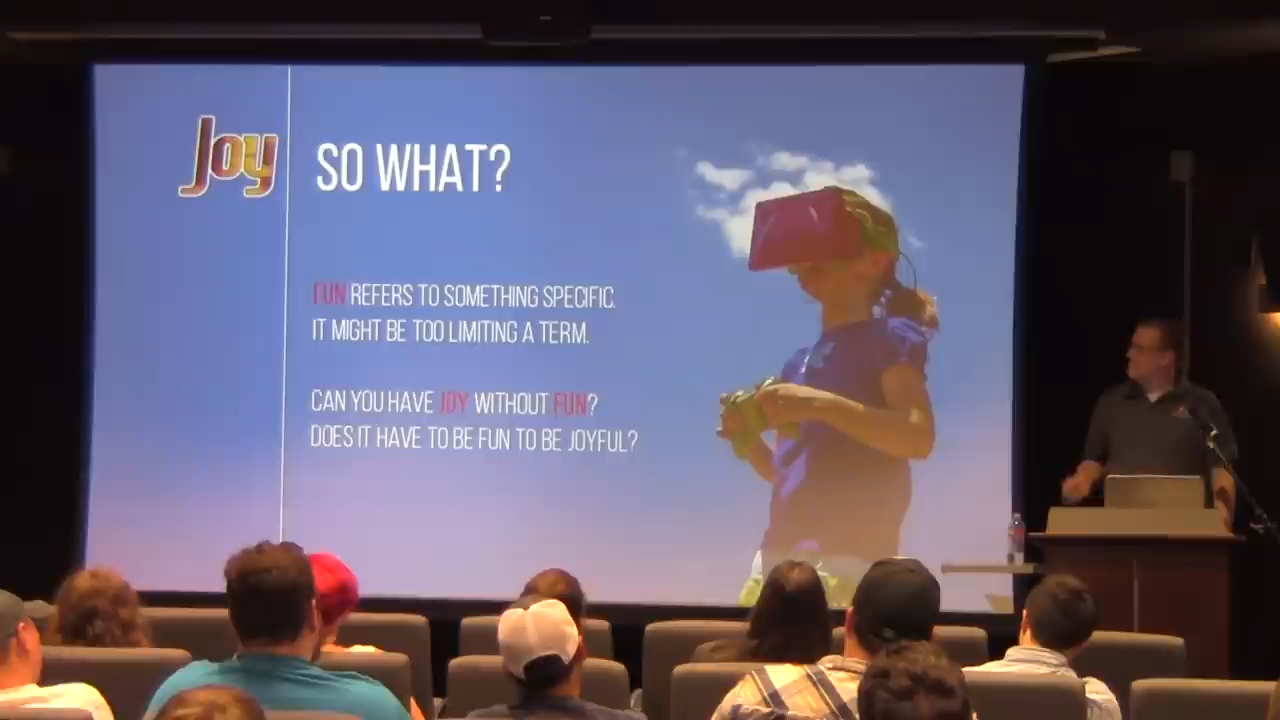 Joy
SO WHAT?
FUN REFERS TO SOMETHING SPECIFIC.
IT MIGHT BE TOO LIMITING A TERM.
CAN YOU HAVE JOY WITHOUT FUN?
DOES IT HAVE TO BE FUN TO BE JOYFUL?